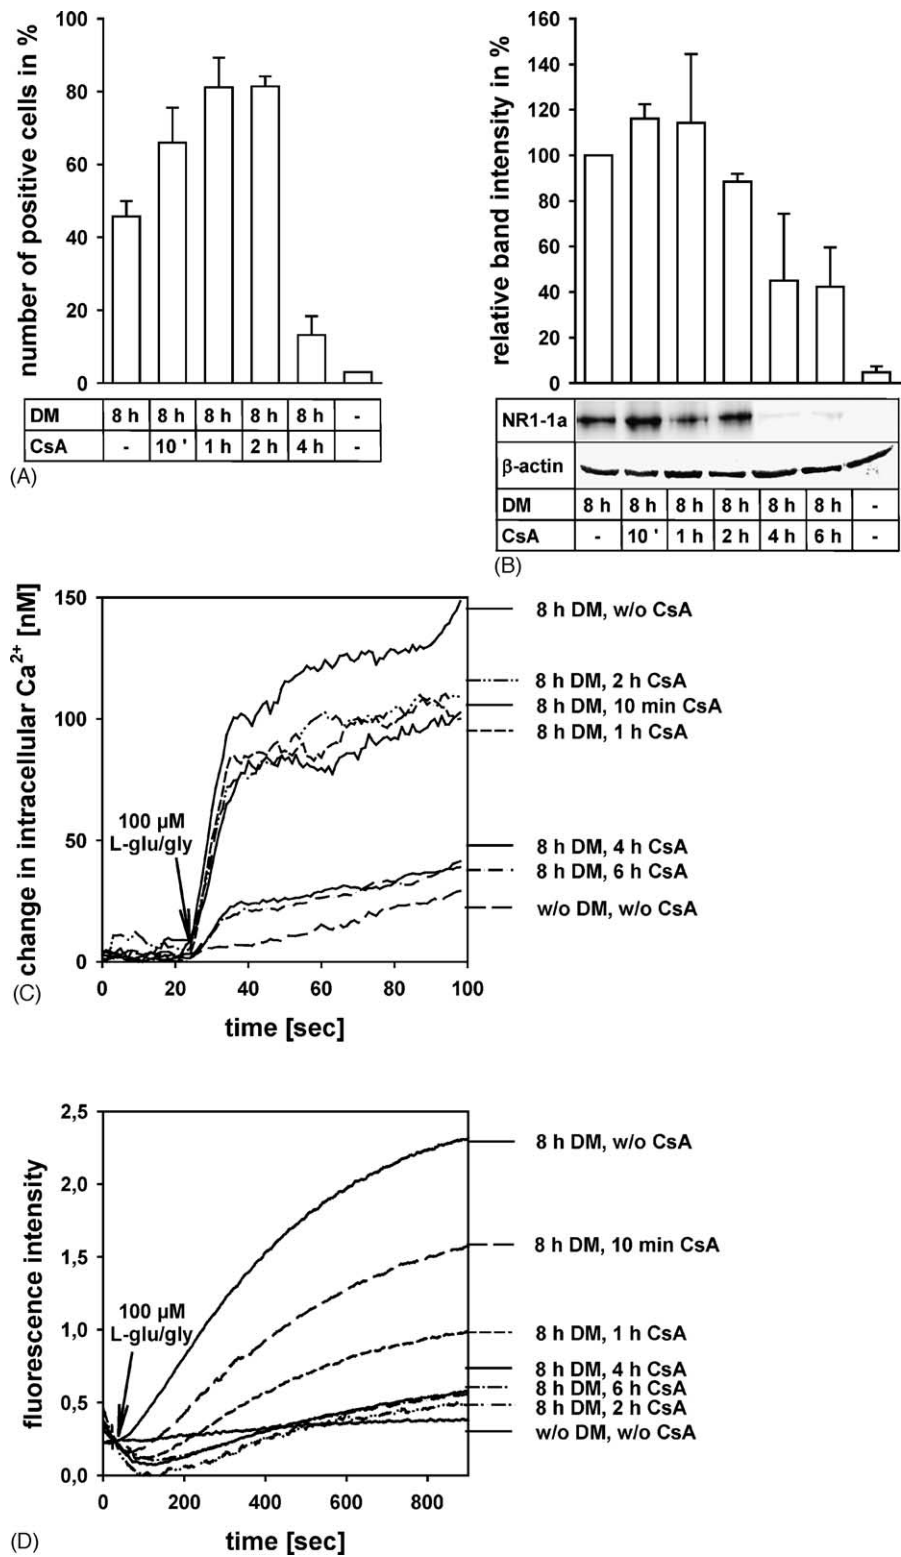 number of positive cells in %
100
80
60
40
20
0
DM 8 h 8 h 8 h 8 h 8 h -
CsA - 10 ' 1 h 2 h 4 h -
(A)
relative band intensity in %
160
140
120
100
80
60
40
20
0
NR1-1a
β-actin
DM 8 h 8 h 8 h 8 h 8 h 8 h -
CsA - 10 ' 1 h 2 h 4 h 6 h -
(B)
change in intracellular Ca²⁺ [nM]
150
100
50
0
100 µM
L-glu/gly
8 h DM, w/o CsA
8 h DM, 2 h CsA
8 h DM, 10 min CsA
8 h DM, 1 h CsA
8 h DM, 4 h CsA
8 h DM, 6 h CsA
w/o DM, w/o CsA
0 20 40 60 80 100
(C)
time [sec]
fluorescence intensity
2,5
2,0
1,5
1,0
0,5
0,0
100 µM
L-glu/gly
8 h DM, w/o CsA
8 h DM, 10 min CsA
8 h DM, 1 h CsA
8 h DM, 4 h CsA
8 h DM, 6 h CsA
8 h DM, 2 h CsA
w/o DM, w/o CsA
0 200 400 600 800
time [sec]
(D)